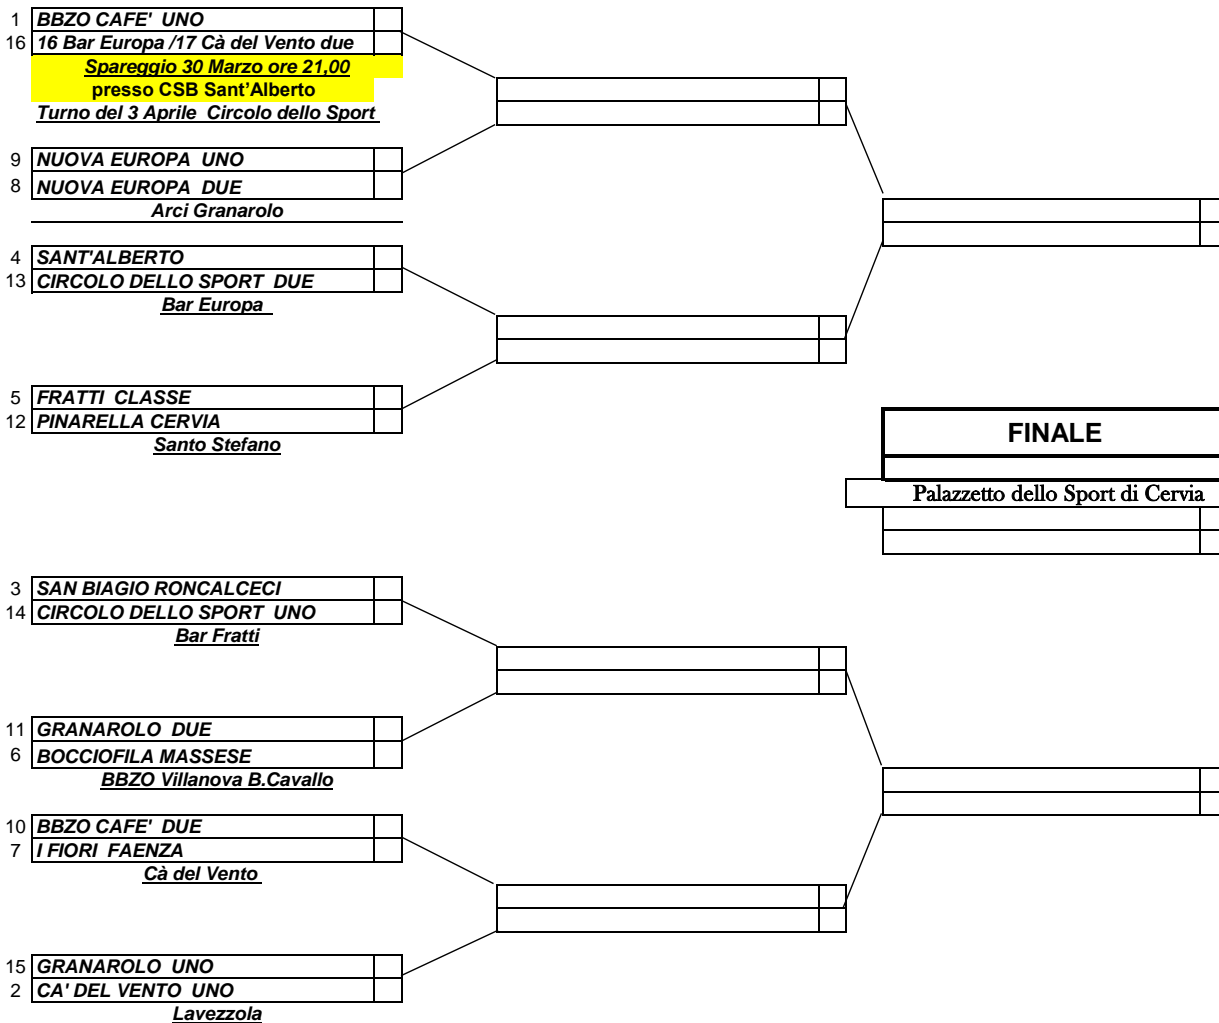 1 BBZO CAFE' UNO
16 16 Bar Europa /17 Cà del Vento due
Spareggio 30 Marzo ore 21,00
presso CSB Sant'Alberto
Turno del 3 Aprile Circolo dello Sport
9 NUOVA EUROPA UNO
8 NUOVA EUROPA DUE
Arci Granarolo
4 SANT'ALBERTO
13 CIRCOLO DELLO SPORT DUE
Bar Europa
5 FRATTI CLASSE
12 PINARELLA CERVIA
Santo Stefano
FINALE
Palazzetto dello Sport di Cervia
3 SAN BIAGIO RONCALCECI
14 CIRCOLO DELLO SPORT UNO
Bar Fratti
11 GRANAROLO DUE
6 BOCCIOFILA MASSESE
BBZO Villanova B.Cavallo
10 BBZO CAFE' DUE
7 I FIORI FAENZA
Cà del Vento
15 GRANAROLO UNO
2 CA' DEL VENTO UNO
Lavezzola